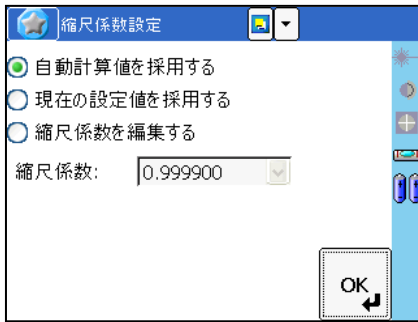 縮尺係数設定
自動計算値を採用する
現在の設定値を採用する
縮尺係数を編集する
縮尺係数: 0.999900
OK